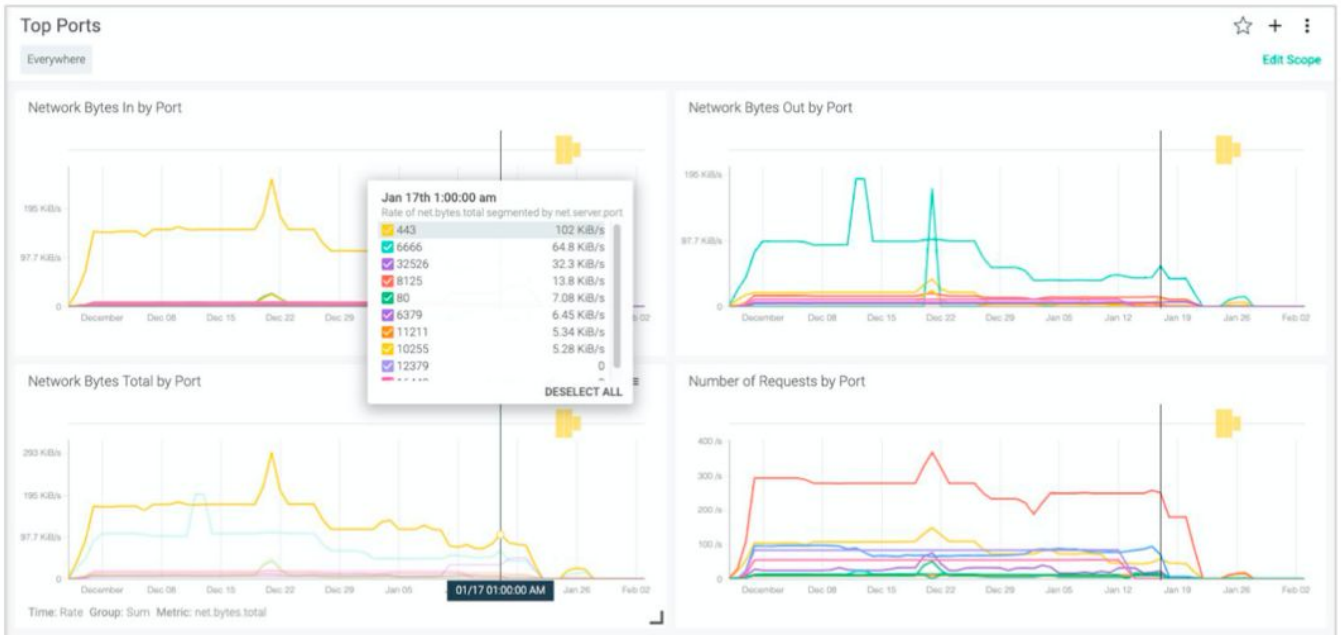 Top Ports
Everywhere
Edit Scope
Network Bytes In by Port
195 KiB/s
97.7 KiB/s
0
December Dec 08 Dec 15 Dec 22 Dec 29 02
Network Bytes Out by Port
195 KiB/s
97.7 KiB/s
0
December Dec 08 Dec 15 Dec 22 Dec 29 Jan 05 Jan 12 Jan 19 Jan 26 Feb 02
Jan 17th 1:00:00 am
Rate of net.bytes.total segmented by net.server.port
443 102 KiB/s
6666 64.8 KiB/s
32526 32.3 KiB/s
8125 13.8 KiB/s
80 7.08 KiB/s
6379 6.45 KiB/s
11211 5.34 KiB/s
10255 5.28 KiB/s
12379 0
DESELECT ALL
Network Bytes Total by Port
293 KiB/s
195 KiB/s
97.7 KiB/s
0
December Dec 08 Dec 15 Dec 22 Dec 29 Jan 05 Jan 26 Feb 02
01/17 01:00:00 AM
Time: Rate Group: Sum Metric: net.bytes.total
Number of Requests by Port
400 /s
300 /s
200 /s
100 /s
0
December Dec 08 Dec 15 Dec 22 Dec 29 Jan 05 Jan 12 Jan 19 Jan 26 Feb 02